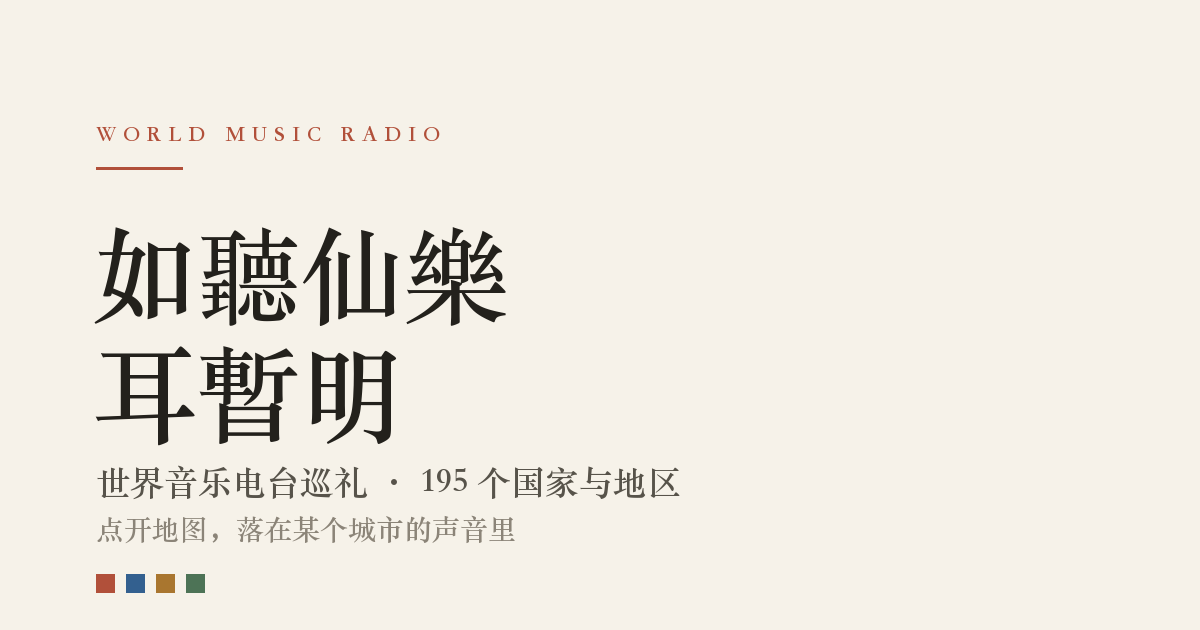 WORLD MUSIC RADIO
如聽仙樂
耳暫明
世界音乐电台巡礼 · 195 个国家与地区
点开地图，落在某个城市的声音里